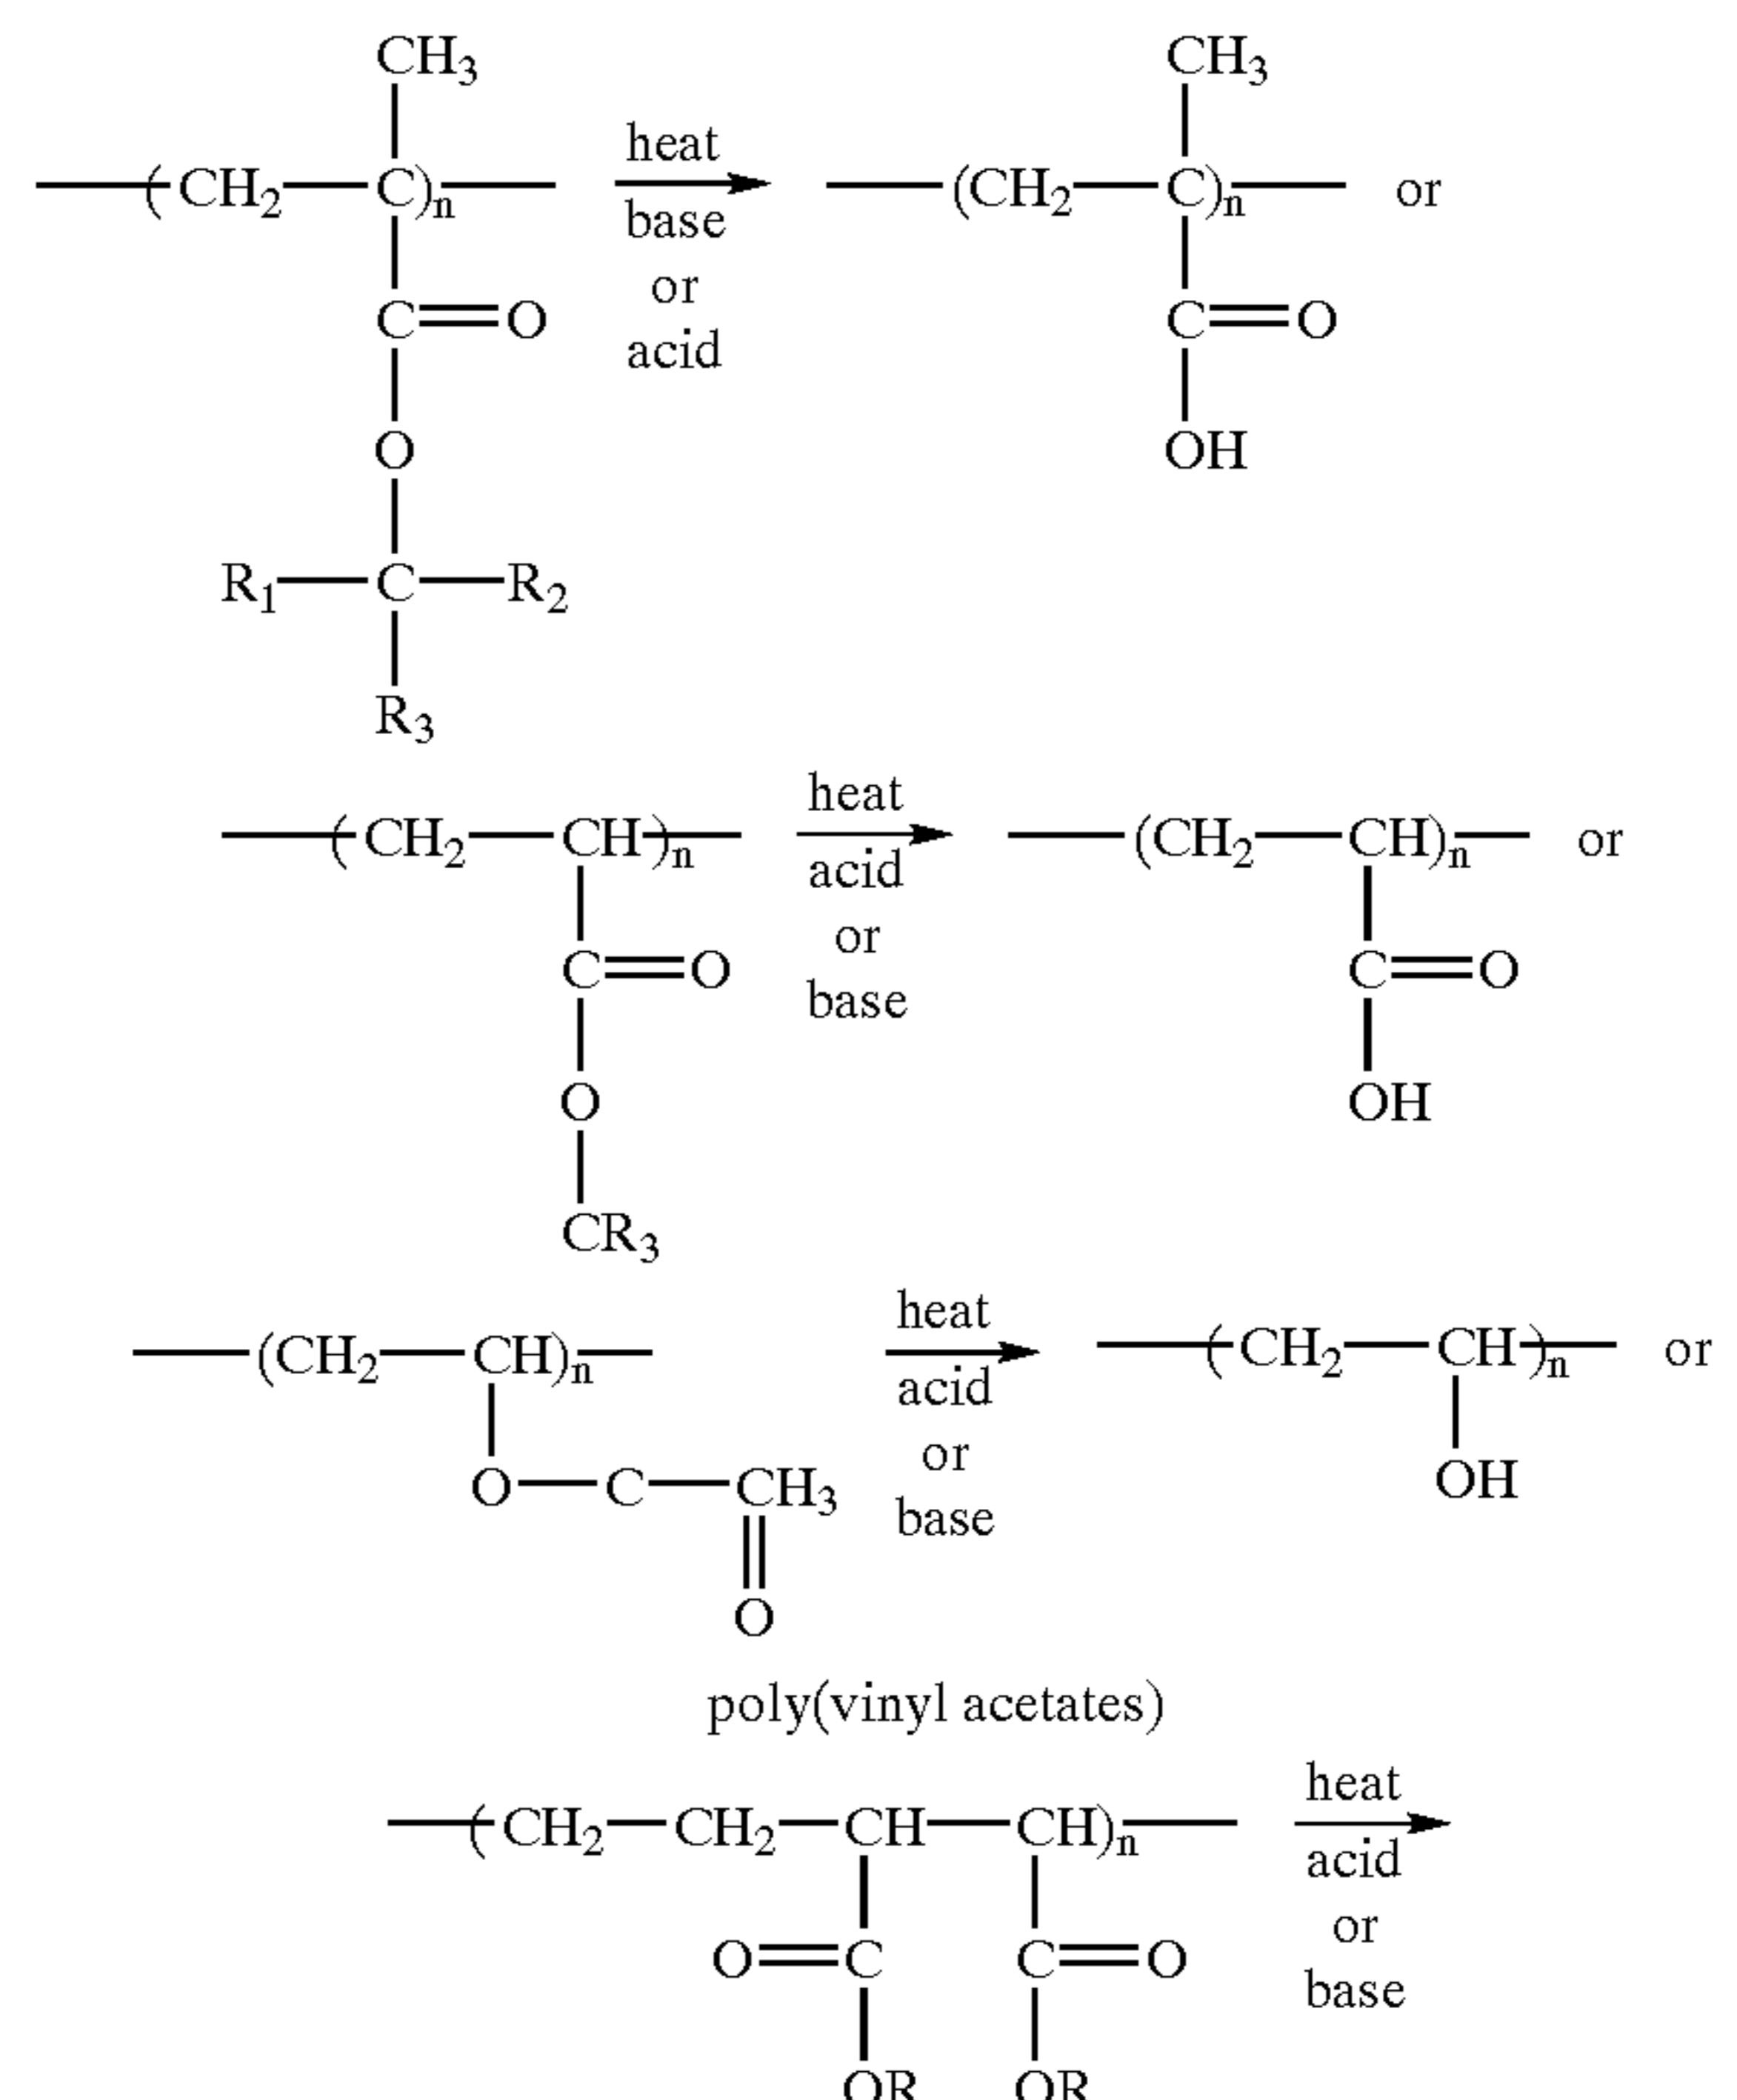 CH3 CH3
heat
(CH2 C)n (CH2 C)n or
base
or
C=O acid C=O
O OH
R1 C R2
R3
heat
(CH2 CH)n (CH2 CH)n or
acid
or
C=O C=O
base
O OH
CR3
heat
(CH2 CH)n (CH2 CH)n or
acid
or
O C CH3 OH
base
O
poly(vinyl acetates)
heat
(CH2 CH2 CH CH)n
acid
or
O=C C=O
base
OR OR